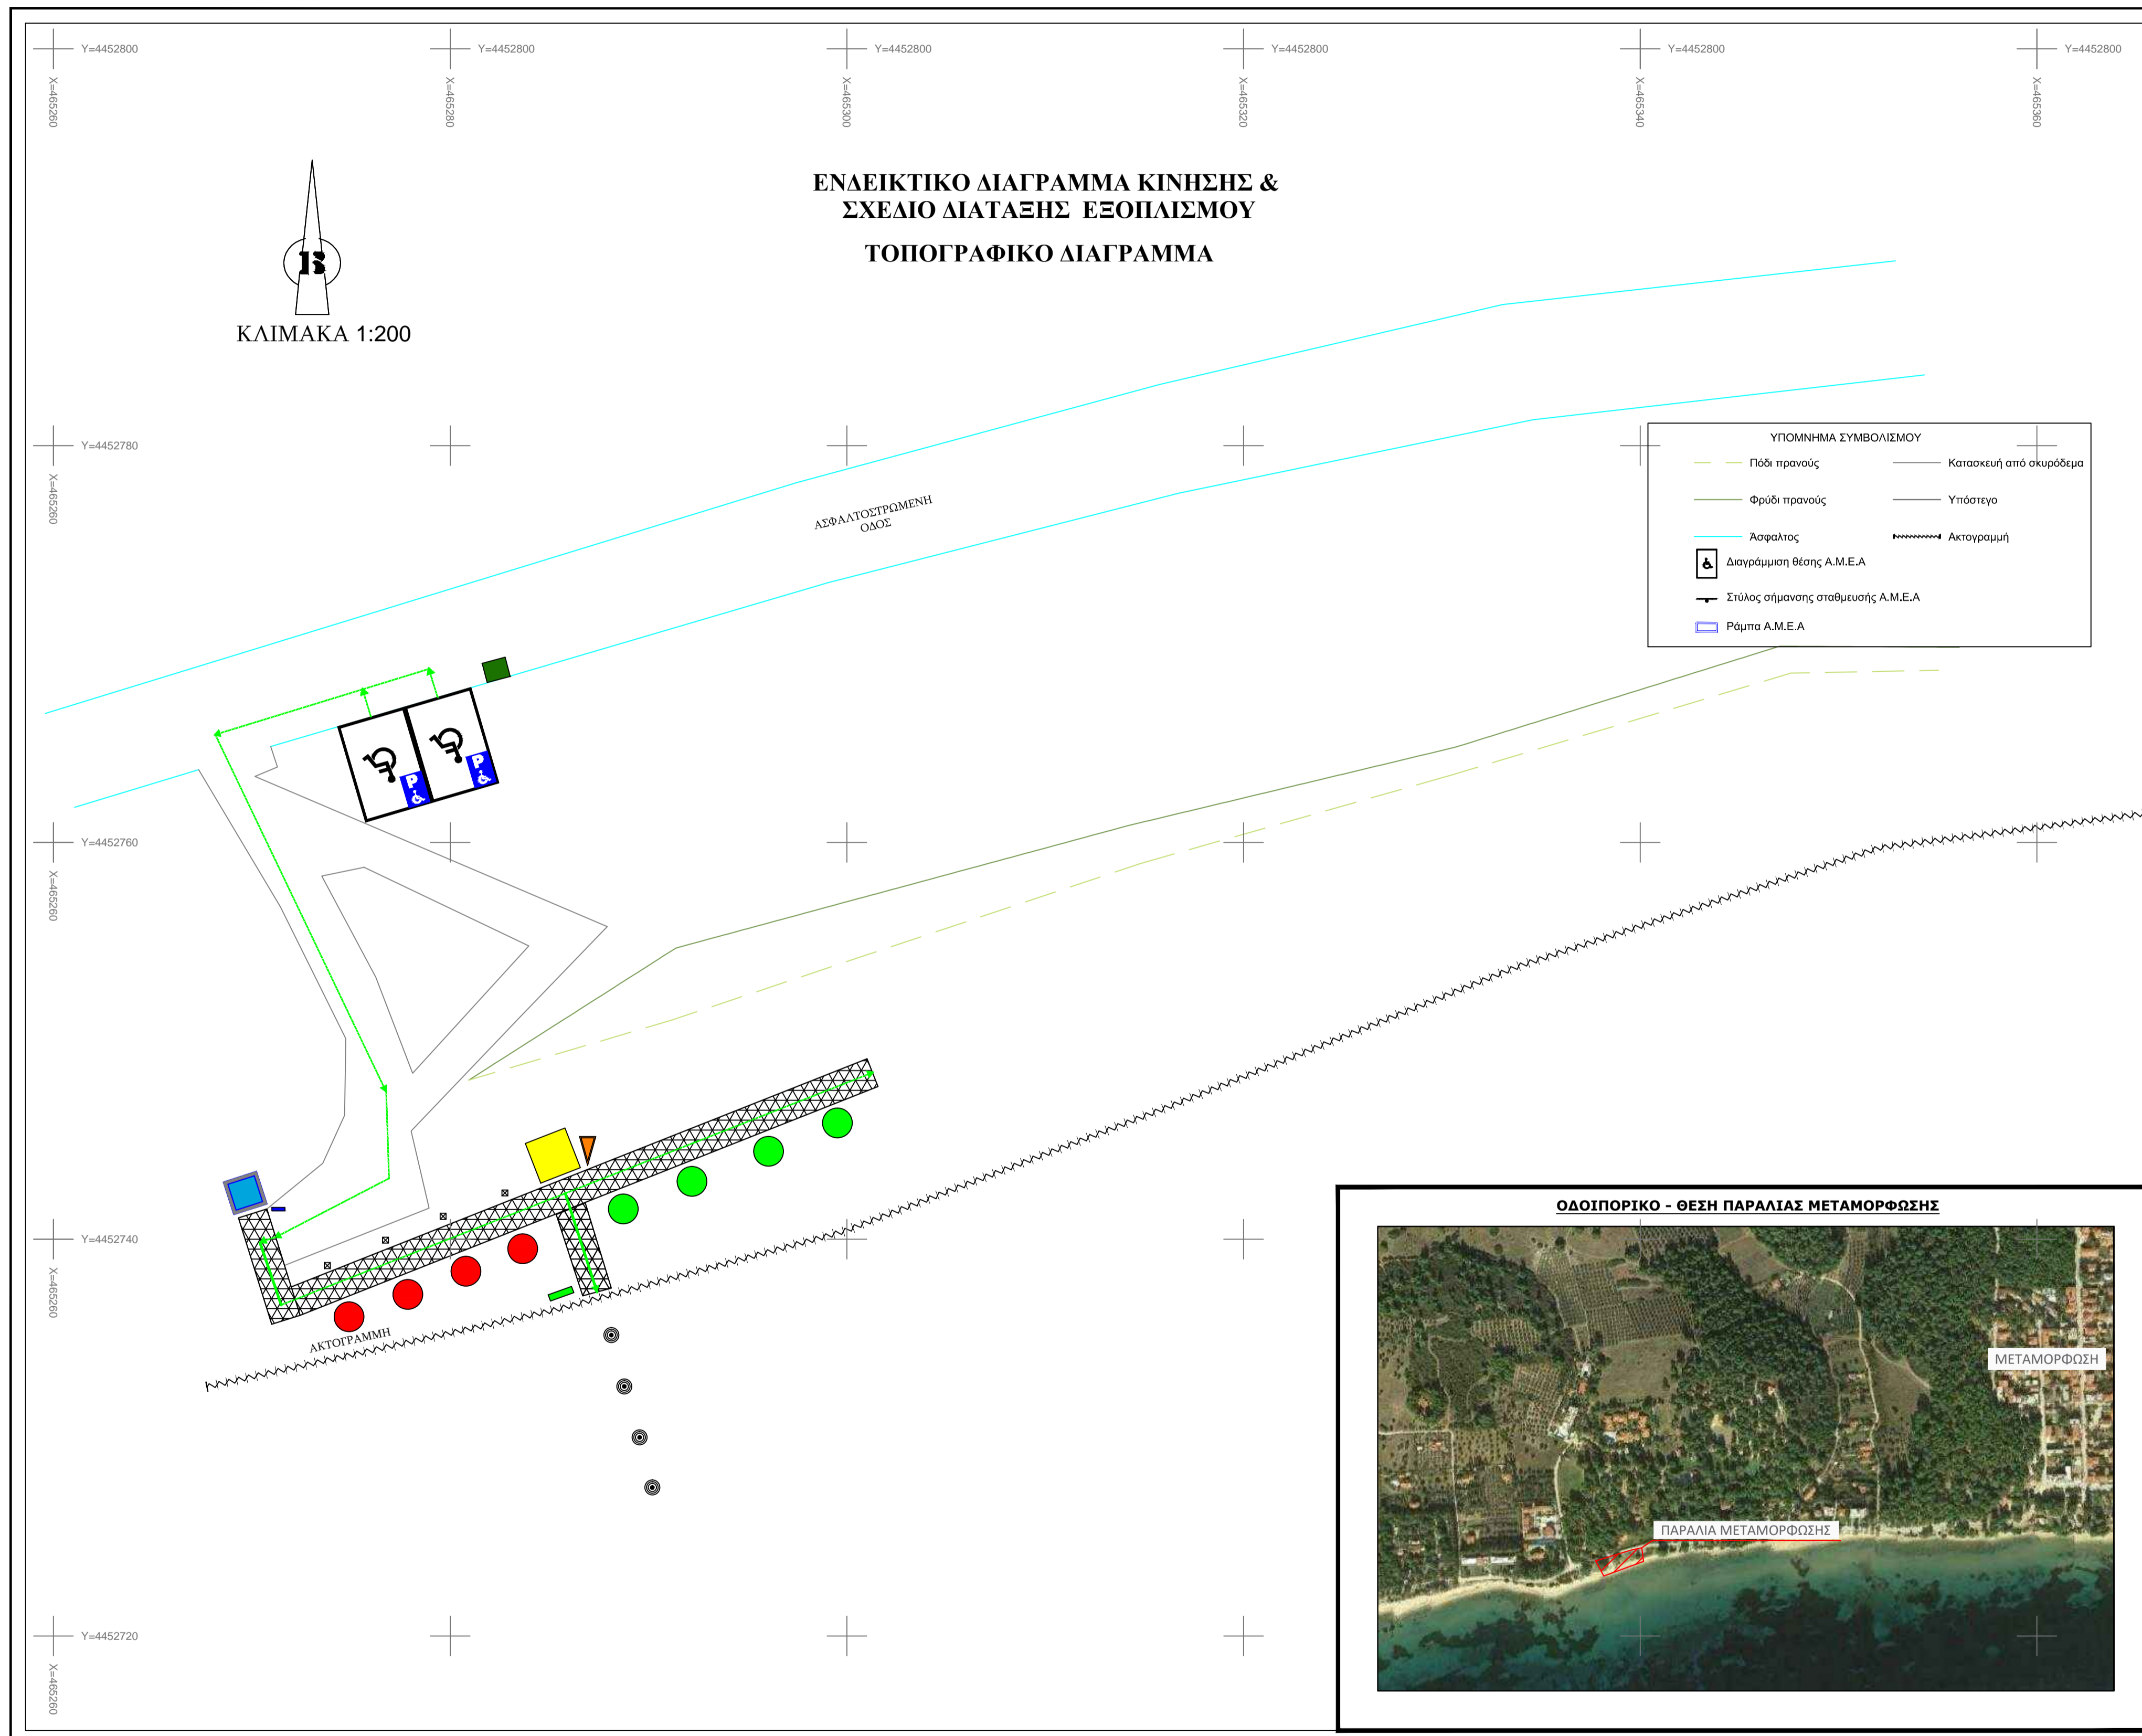 Y=4452800
Y=4452800
Y=4452800
Y=4452800
Y=4452800
Y=4452800
X=465260
X=465280
X=465300
X=465320
X=465340
X=465360
ΕΝΔΕΙΚΤΙΚΟ ΔΙΑΓΡΑΜΜΑ ΚΙΝΗΣΗΣ &
ΣΧΕΔΙΟ ΔΙΑΤΑΞΗΣ ΕΞΟΠΛΙΣΜΟΥ
ΤΟΠΟΓΡΑΦΙΚΟ ΔΙΑΓΡΑΜΜΑ
Β
ΚΛΙΜΑΚΑ 1:200
Y=4452780
X=465260
ΑΣΦΑΛΤΟΣΤΡΩΜΕΝΗ
ΟΔΟΣ
ΥΠΟΜΝΗΜΑ ΣΥΜΒΟΛΙΣΜΟΥ
Πόδι πρανούς
Κατασκευή από σκυρόδεμα
Φρύδι πρανούς
Υπόστεγο
Άσφαλτος
Ακτογραμμή
Διαγράμμιση θέσης Α.Μ.Ε.Α
Στύλος σήμανσης σταθμευσής Α.Μ.Ε.Α
Ράμπα Α.Μ.Ε.Α
P
P
Y=4452760
X=465260
Y=4452740
X=465260
ΑΚΤΟΓΡΑΜΜΗ
ΟΔΟΙΠΟΡΙΚΟ - ΘΕΣΗ ΠΑΡΑΛΙΑΣ ΜΕΤΑΜΟΡΦΩΣΗΣ
ΜΕΤΑΜΟΡΦΩΣΗ
ΠΑΡΑΛΙΑ ΜΕΤΑΜΟΡΦΩΣΗΣ
Y=4452720
X=465260